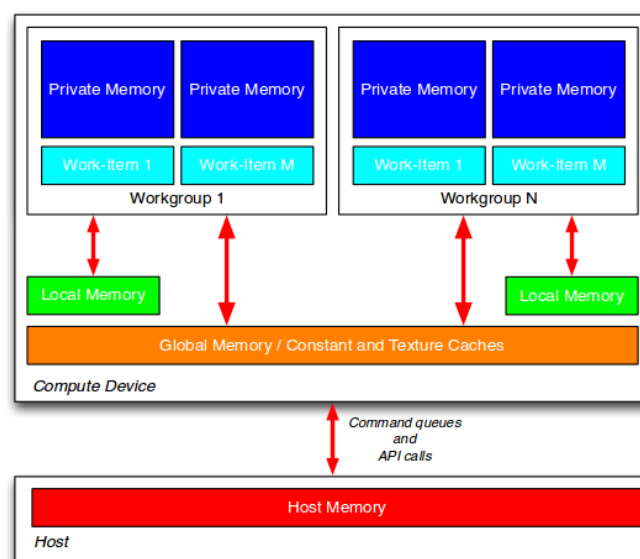 Private Memory
Private Memory
Private Memory
Private Memory
Work-Item 1
Work-Item M
Work-Item 1
Work-Item M
Workgroup 1
Workgroup N
Local Memory
Local Memory
Global Memory / Constant and Texture Caches
Compute Device
Command queues
and
API calls
Host Memory
Host